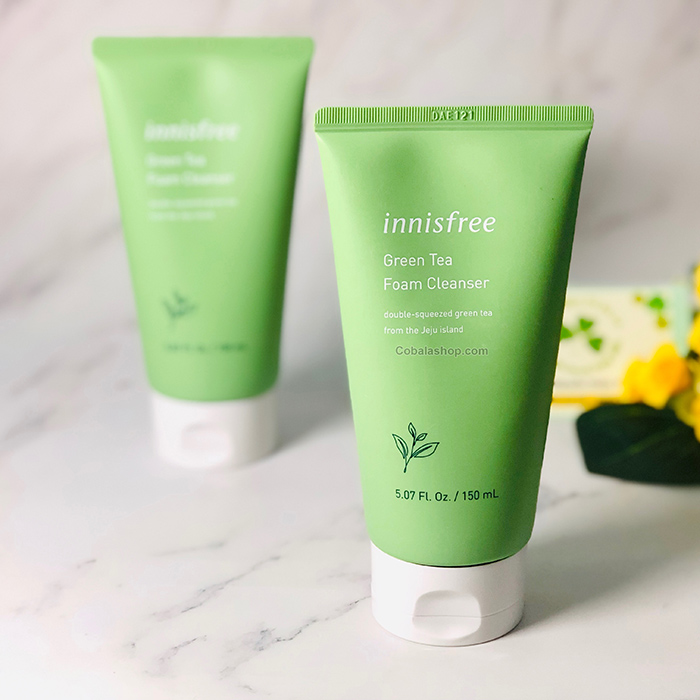 DAE121
innisfree
Green Tea
Foam Cleanser
double-squeezed green tea
from the Jeju island
Cobalashop.com
5.07 Fl. Oz. / 150 mL
innisfree
Green Tea
Foam Cleanser